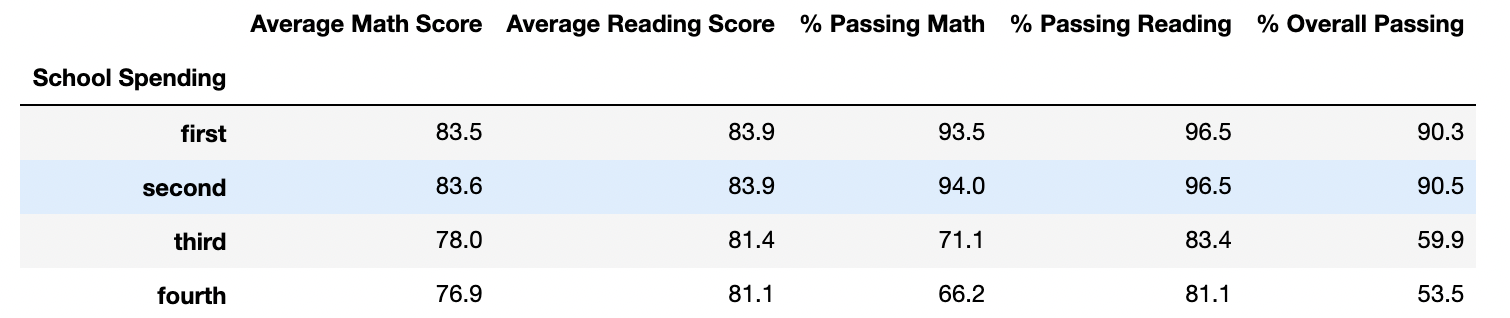 Average Math Score Average Reading Score % Passing Math % Passing Reading % Overall Passing
School Spending
first 83.5 83.9 93.5 96.5 90.3
second 83.6 83.9 94.0 96.5 90.5
third 78.0 81.4 71.1 83.4 59.9
fourth 76.9 81.1 66.2 81.1 53.5